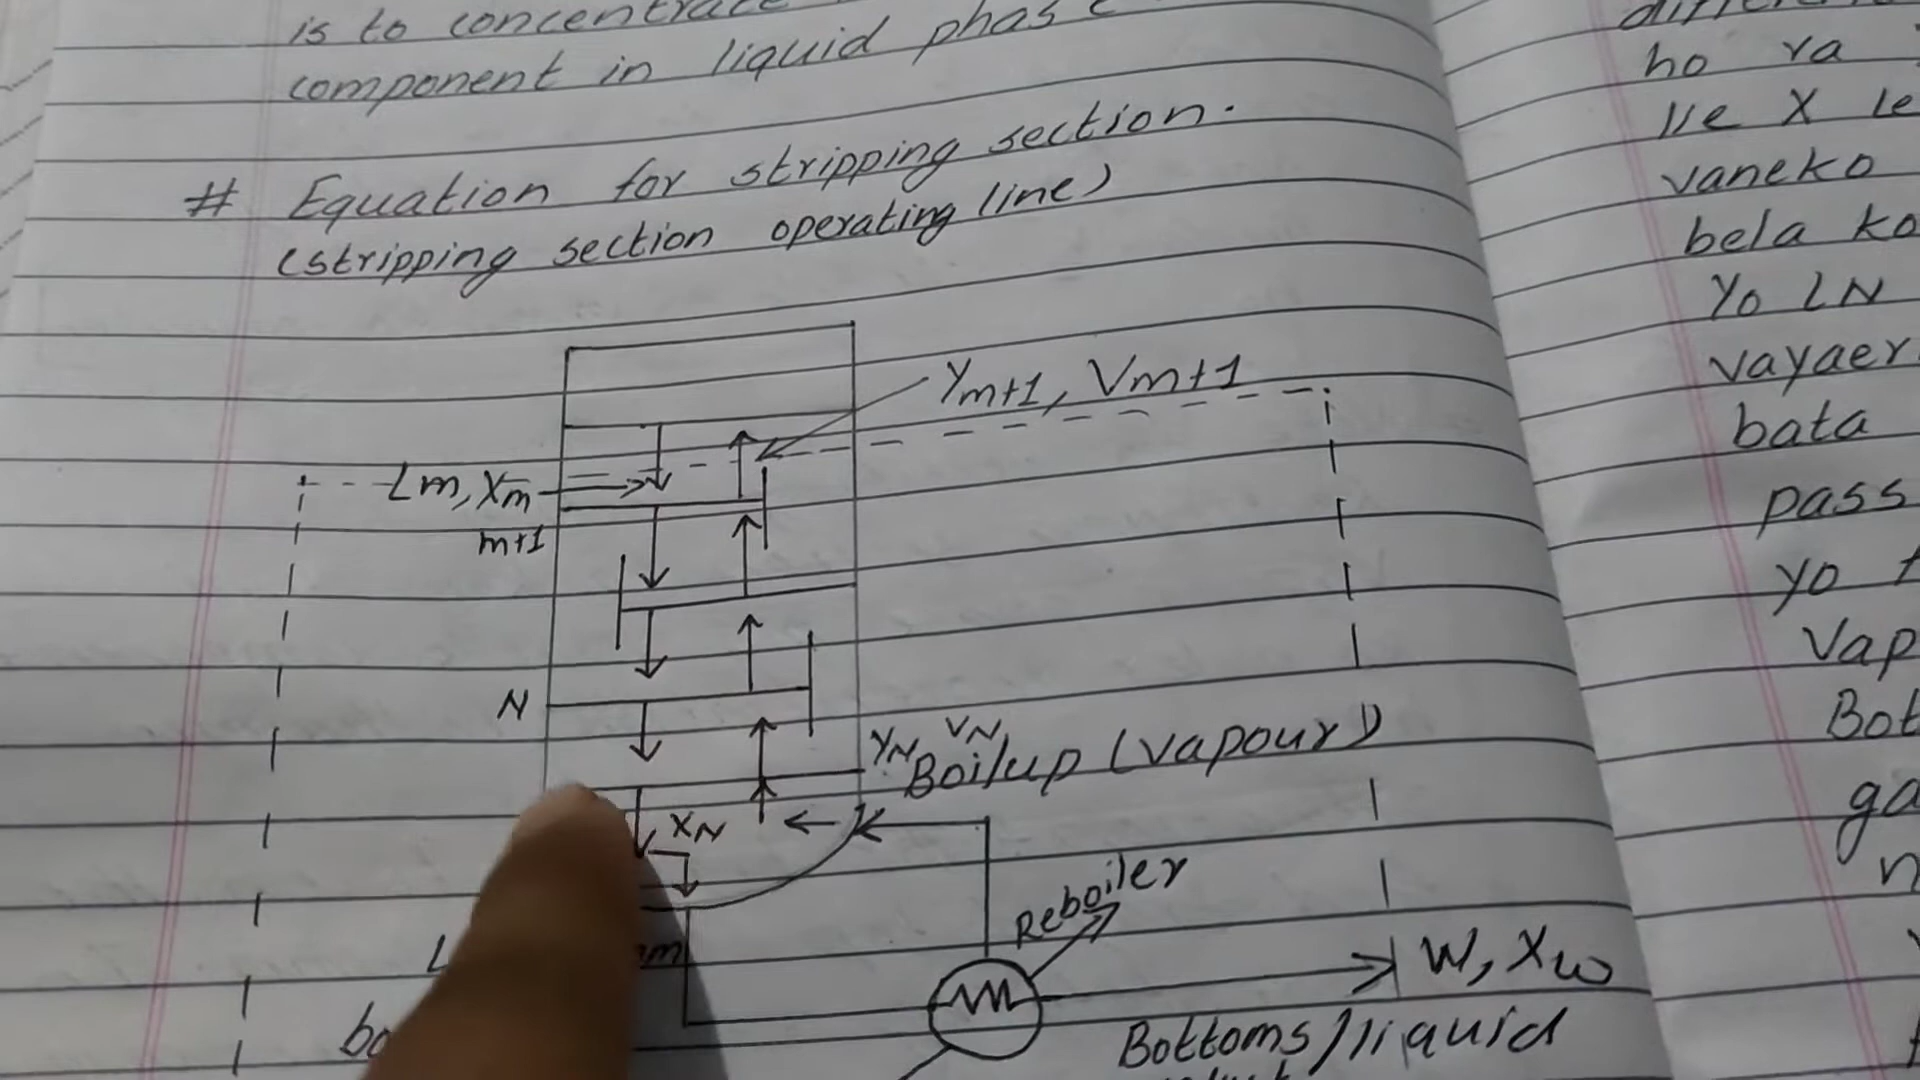 is to concentrate
component in liquid phase
# Equation for stripping section.
(stripping section operating line)
Ym+1, Vm+1
Lm, Xm
m+1
N
YN VN
Boilup (vapour)
XN
Reboiler
W, Xw
Bottoms/liquid
ho ra
lle X le
vaneko
bela ko
Yo LN
vayaer
bata
pass
yo
Vap
Bot
ga
n